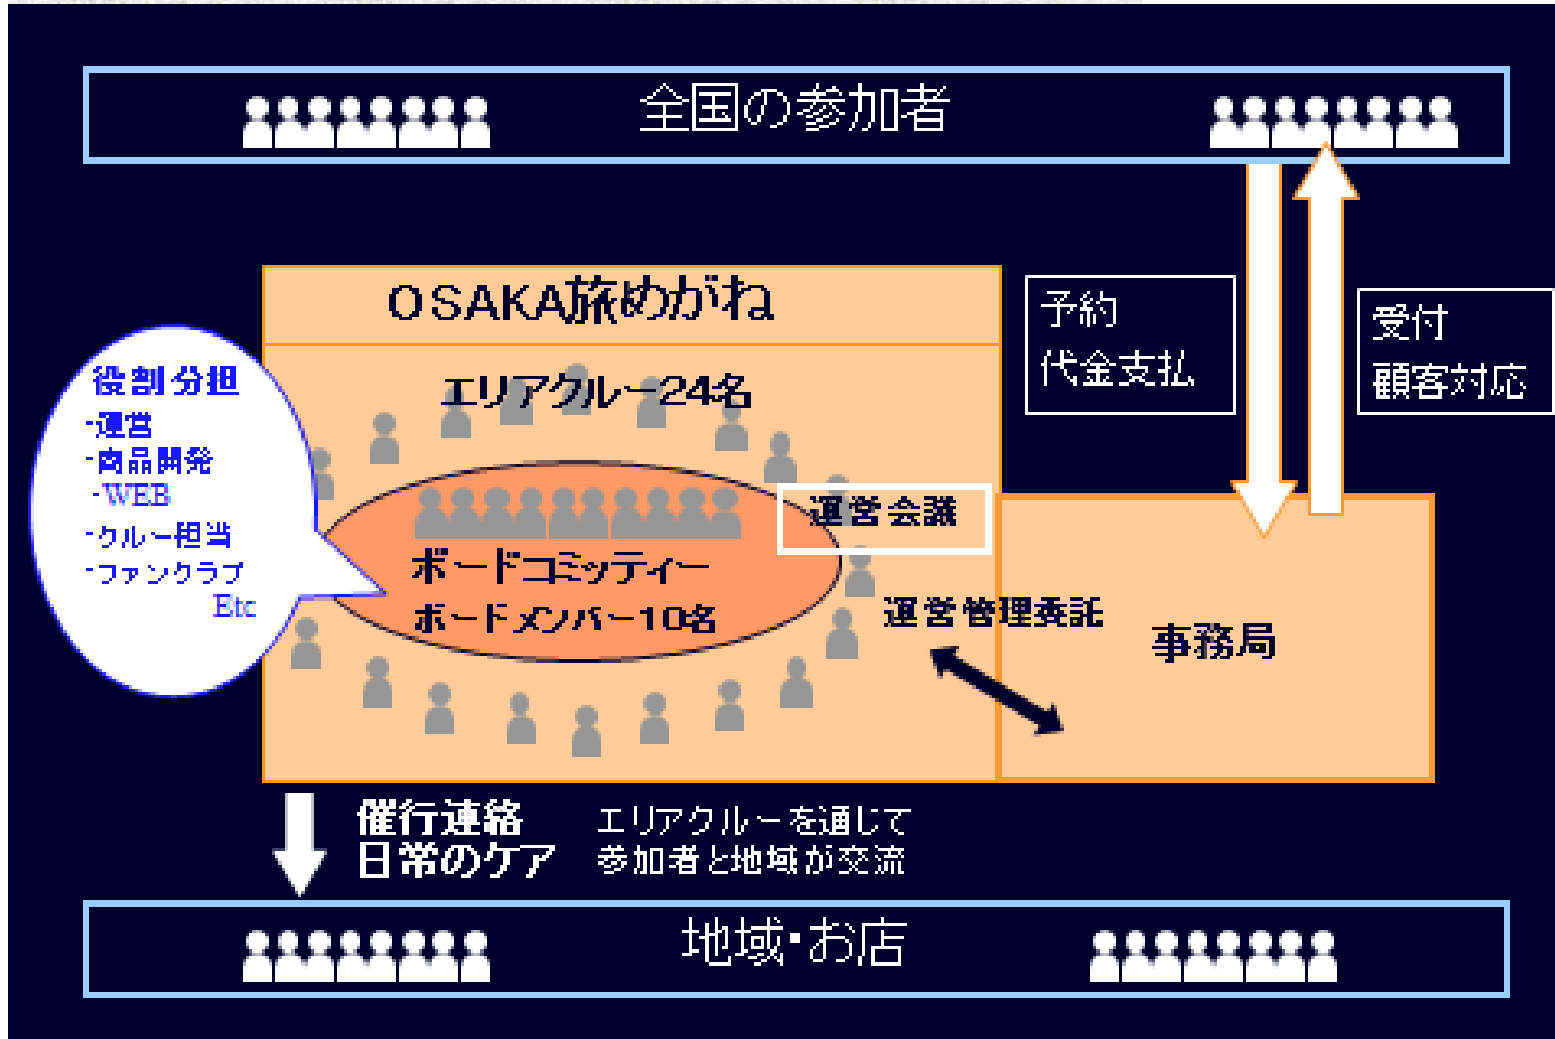 全国の参加者
OSAKA旅めがね
予約
代金支払
受付
顧客対応
エリアクルー24名
役割分担
-運営
-商品開発
-WEB
-クルー担当
-ファンクラブ
Etc
運営会議
ボードコミッティー
ボードメンバー10名
運営管理委託
事務局
催行連絡
日常のケア
エリアクルーを通じて
参加者と地域が交流
地域・お店